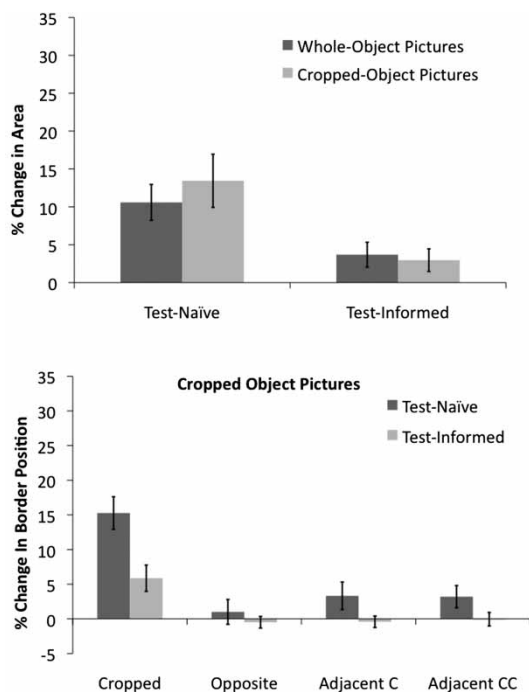 35
30
25
20
15
10
5
0
% Change in Area
Whole-Object Pictures
Cropped-Object Pictures
Test-Naïve Test-Informed
Cropped Object Pictures
35
30
25
20
15
10
5
0
-5
% Change In Border Position
Test-Naïve
Test-Informed
Cropped Opposite Adjacent C Adjacent CC